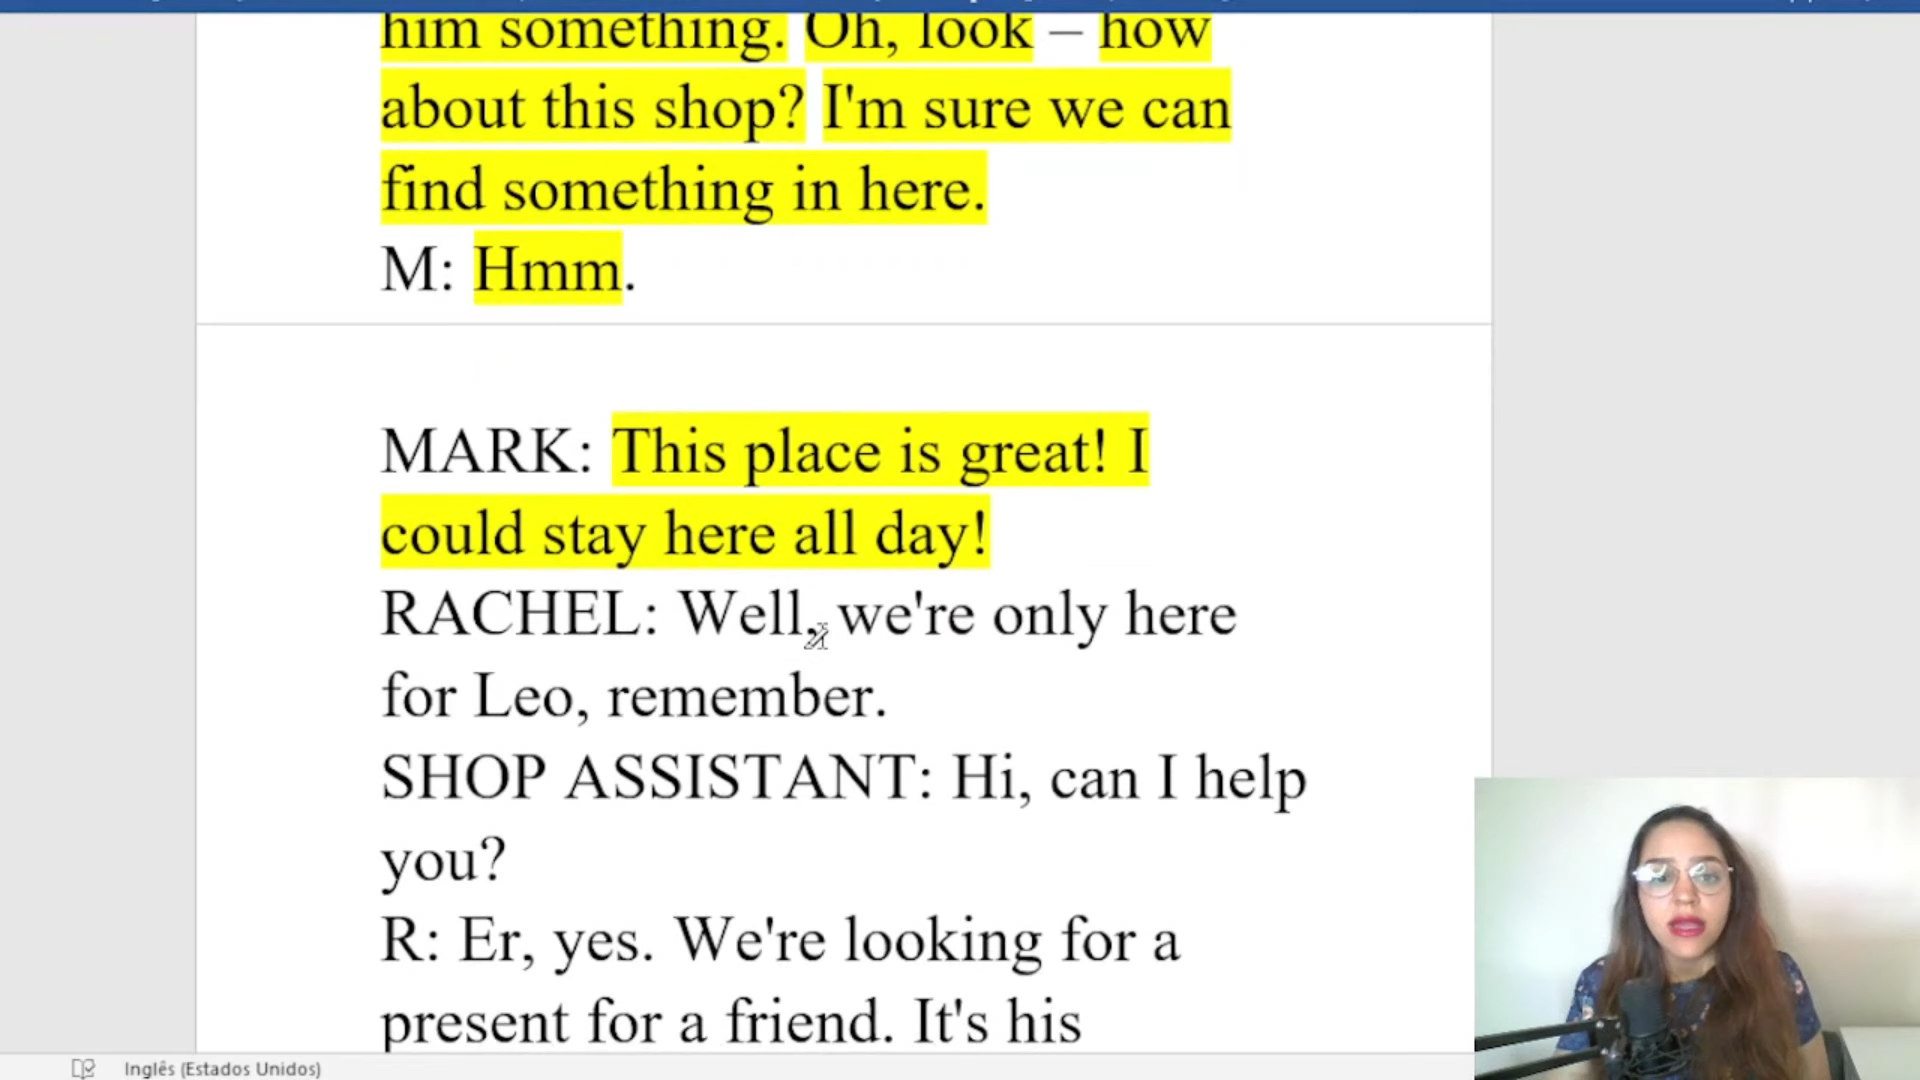 him something. Oh, look – how
about this shop? I'm sure we can
find something in here.
M: Hmm.
MARK: This place is great! I
could stay here all day!
RACHEL: Well, we're only here
for Leo, remember.
SHOP ASSISTANT: Hi, can I help
you?
R: Er, yes. We're looking for a
present for a friend. It's his
Inglês (Estados Unidos)